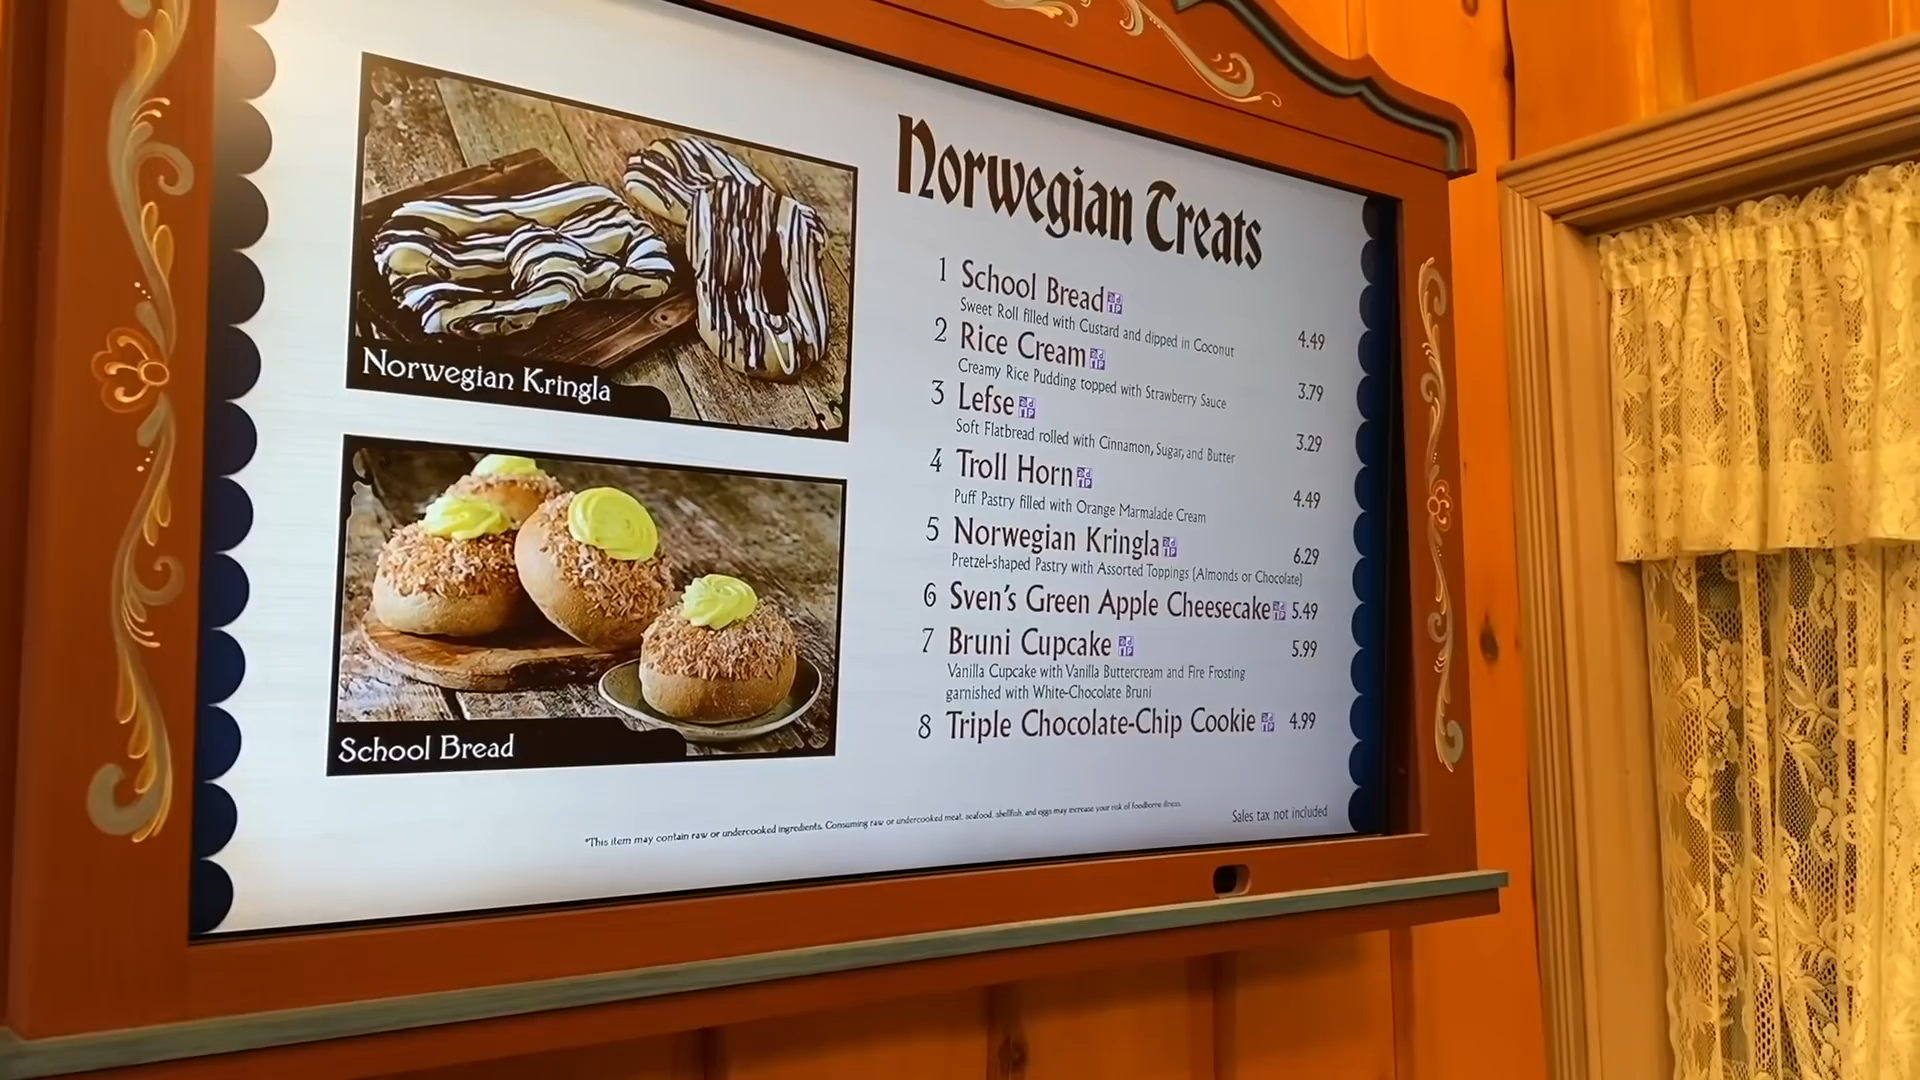 Norwegian Treats
1 School Bread 4.49
Sweet Roll filled with Custard and dipped in Coconut
2 Rice Cream 3.79
Creamy Rice Pudding topped with Strawberry Sauce
3 Lefse 3.29
Soft Flatbread rolled with Cinnamon, Sugar, and Butter
4 Troll Horn 4.49
Puff Pastry filled with Orange Marmalade Cream
5 Norwegian Kringla 6.29
Pretzel-shaped Pastry with Assorted Toppings (Almonds or Chocolate)
6 Sven's Green Apple Cheesecake 5.49
7 Bruni Cupcake 5.99
Vanilla Cupcake with Vanilla Buttercream and Fire Frosting
garnished with White-Chocolate Bruni
8 Triple Chocolate-Chip Cookie 4.99
Norwegian Kringla
School Bread
*This item may contain raw or undercooked ingredients. Consuming raw or undercooked meat, seafood, shellfish, and eggs may increase your risk of foodborne illness.
Sales tax not included